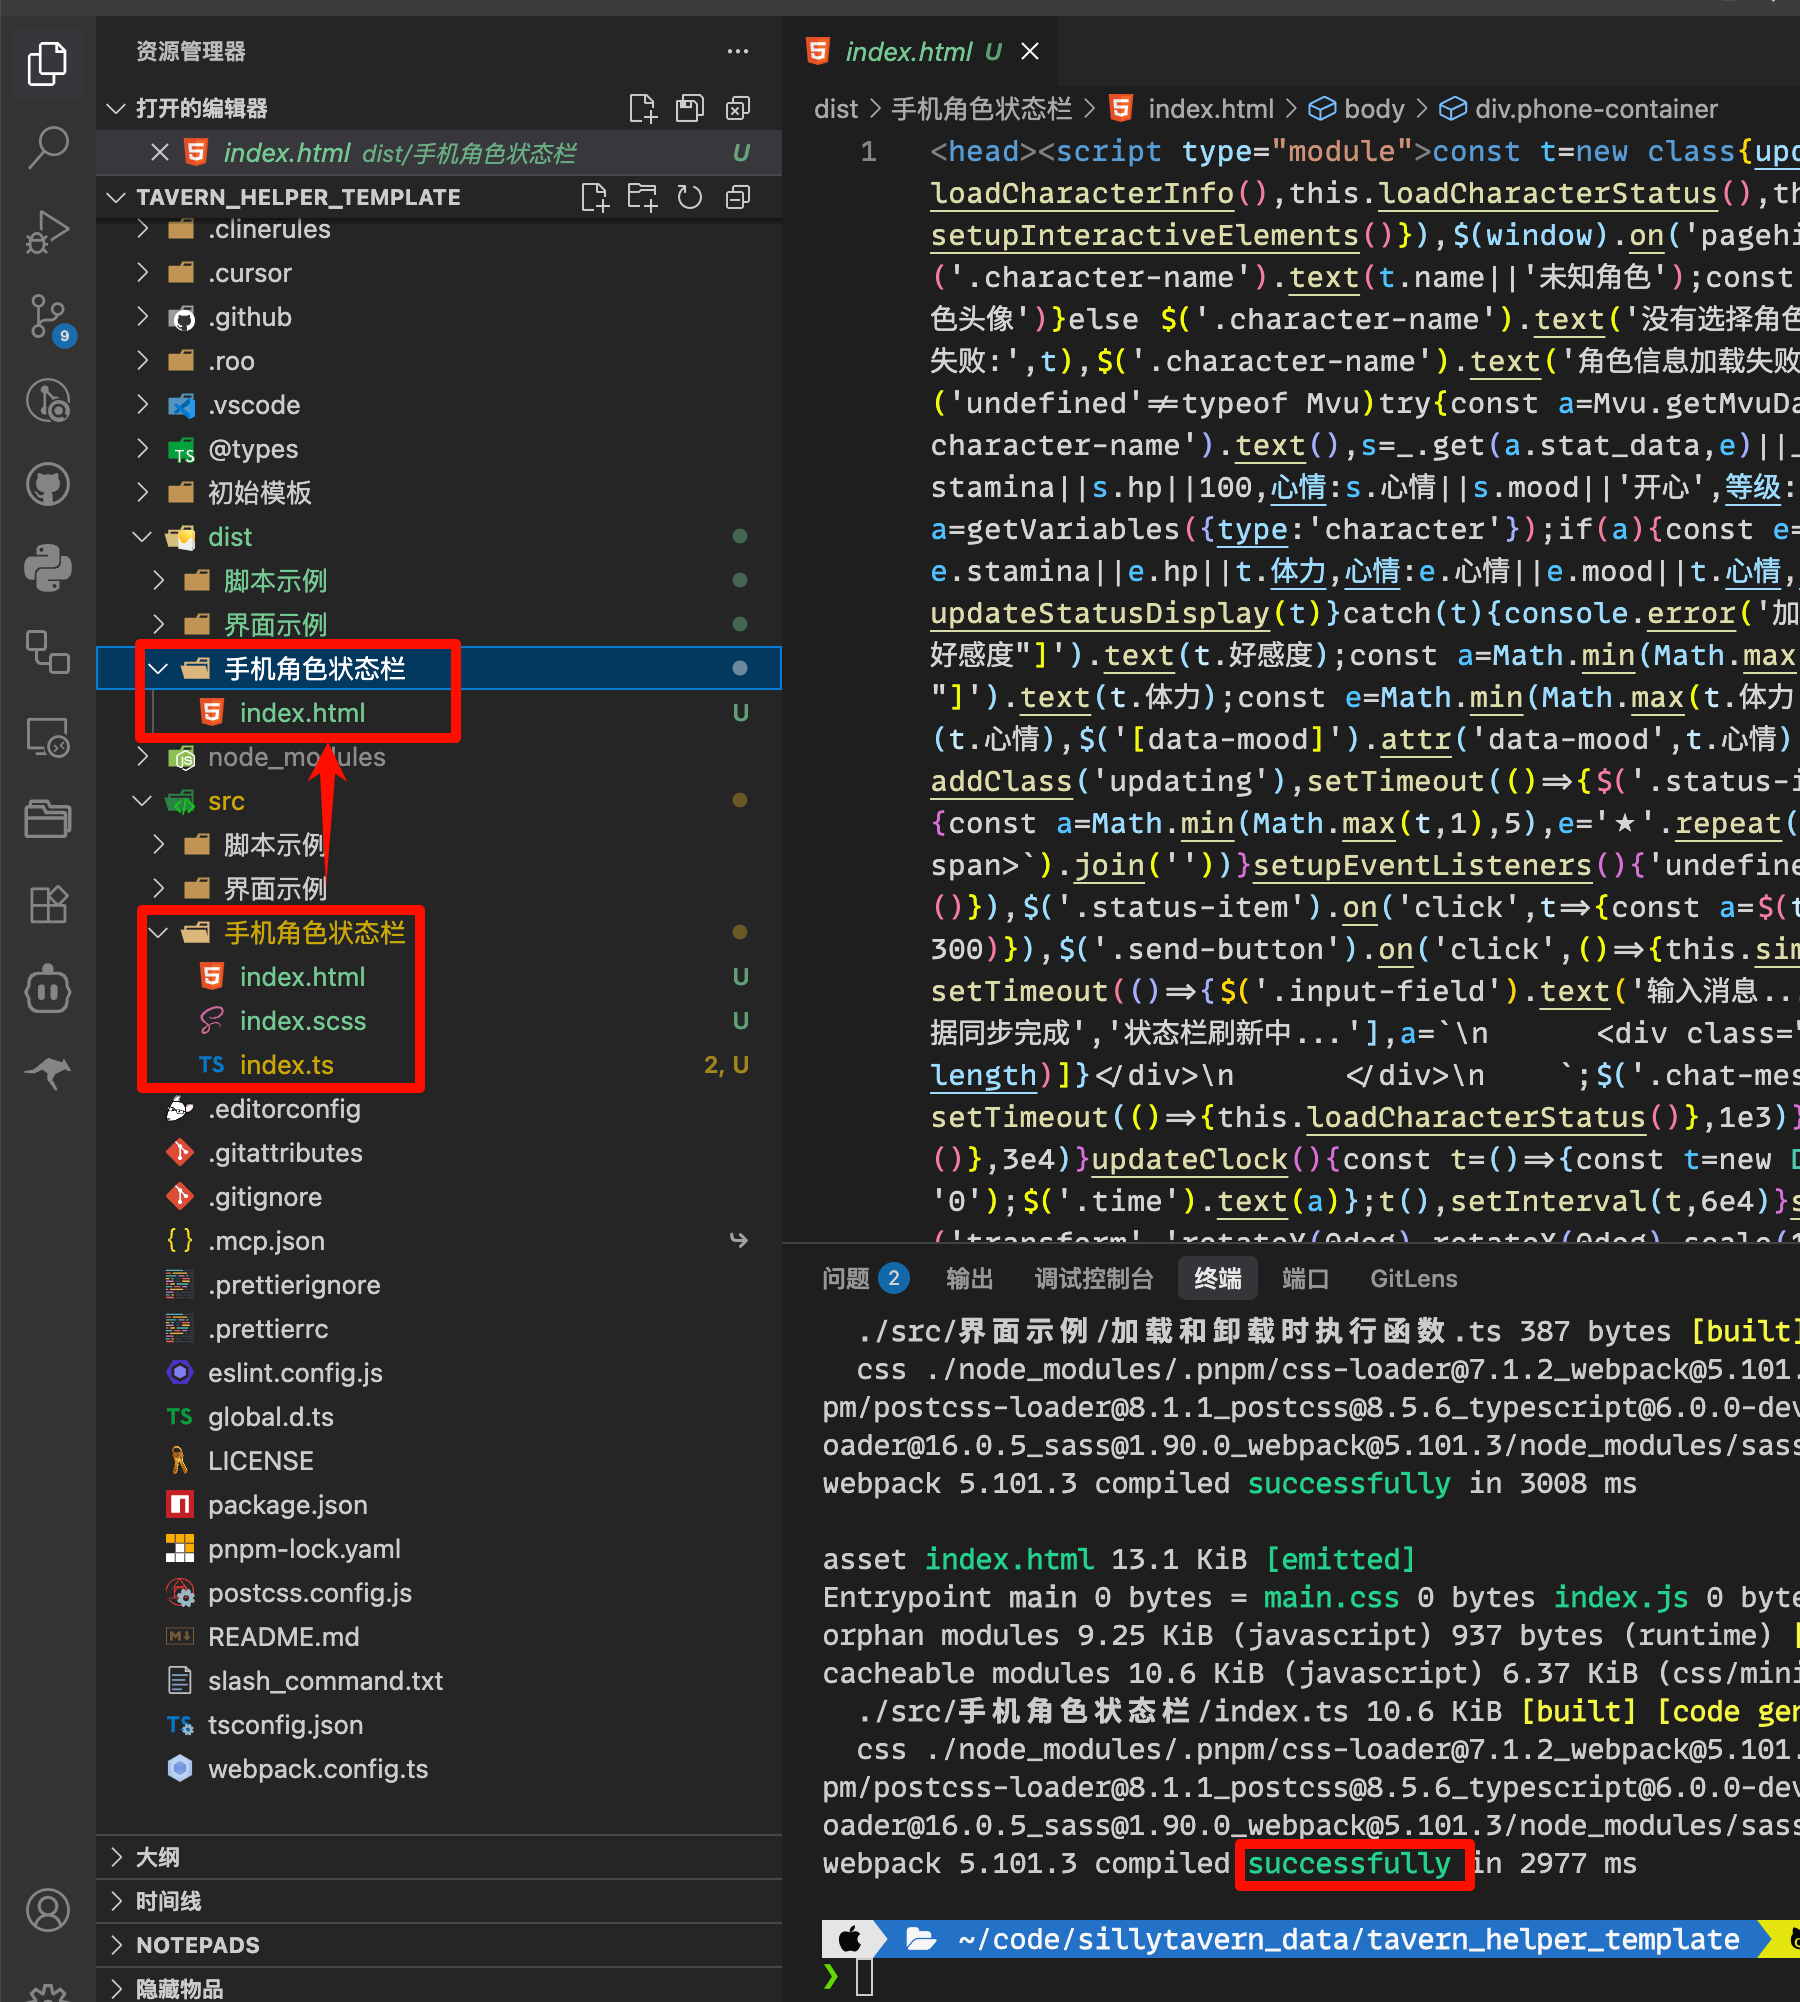 资源管理器
打开的编辑器
index.html dist/手机角色状态栏 U
TAVERN_HELPER_TEMPLATE
.clinerules
.cursor
.github
9
.roo
.vscode
@types
初始模板
dist
脚本示例
界面示例
手机角色状态栏
index.html U
node_modules
src
脚本示例
界面示例
手机角色状态栏
index.html U
index.scss U
TS index.ts 2, U
.editorconfig
.gitattributes
.gitignore
.mcp.json
.prettierignore
.prettierrc
eslint.config.js
TS global.d.ts
LICENSE
package.json
pnpm-lock.yaml
postcss.config.js
README.md
slash_command.txt
tsconfig.json
webpack.config.ts
大纲
时间线
NOTEPADS
隐藏物品
index.html U
dist > 手机角色状态栏 > index.html > body > div.phone-container
1 <head><script type="module">const t=new class{upd
loadCharacterInfo(),this.loadCharacterStatus(),th
setupInteractiveElements()}),$(window).on('pagehi
('.character-name').text(t.name||'未知角色');const
色头像')}else $('.character-name').text('没有选择角色
失败:',t),$('.character-name').text('角色信息加载失败
('undefined'!=typeof Mvu)try{const a=Mvu.getMvuDa
character-name').text(),s=_.get(a.stat_data,e)||_
stamina||s.hp||100,心情:s.心情||s.mood||'开心',等级:
a=getVariables({type:'character'});if(a){const e=
e.stamina||e.hp||t.体力,心情:e.心情||e.mood||t.心情,
updateStatusDisplay(t)}catch(t){console.error('加
好感度"]').text(t.好感度);const a=Math.min(Math.max
"]').text(t.体力);const e=Math.min(Math.max(t.体力
(t.心情),$('[data-mood]').attr('data-mood',t.心情)
addClass('updating'),setTimeout(()=>{$('.status-i
{const a=Math.min(Math.max(t,1),5),e='★'.repeat(
span>`).join(''))}setupEventListeners(){'undefine
()}),$('.status-item').on('click',t=>{const a=$(t
300)}),$('.send-button').on('click',()=>{this.sim
setTimeout(()=>{$('.input-field').text('输入消息...
据同步完成','状态栏刷新中...'],a=`\n <div class="
length)]}</div>\n </div>\n `;$('.chat-mes
setTimeout(()=>{this.loadCharacterStatus()},1e3)}
()},3e4)}updateClock(){const t=()=>{const t=new D
'0');$('.time').text(a)};t(),setInterval(t,6e4)}s
('transform','rotateY(0deg) rotateX(0deg) scale(1
问题 2 输出 调试控制台 终端 端口 GitLens
./src/界面示例/加载和卸载时执行函数.ts 387 bytes [built]
css ./node_modules/.pnpm/css-loader@7.1.2_webpack@5.101.
pm/postcss-loader@8.1.1_postcss@8.5.6_typescript@6.0.0-dev
oader@16.0.5_sass@1.90.0_webpack@5.101.3/node_modules/sass
webpack 5.101.3 compiled successfully in 3008 ms
asset index.html 13.1 KiB [emitted]
Entrypoint main 0 bytes = main.css 0 bytes index.js 0 byte
orphan modules 9.25 KiB (javascript) 937 bytes (runtime) [
cacheable modules 10.6 KiB (javascript) 6.37 KiB (css/mini
./src/手机角色状态栏/index.ts 10.6 KiB [built] [code gen
css ./node_modules/.pnpm/css-loader@7.1.2_webpack@5.101.
pm/postcss-loader@8.1.1_postcss@8.5.6_typescript@6.0.0-dev
oader@16.0.5_sass@1.90.0_webpack@5.101.3/node_modules/sass
webpack 5.101.3 compiled successfully in 2977 ms
~/code/sillytavern_data/tavern_helper_template
❯